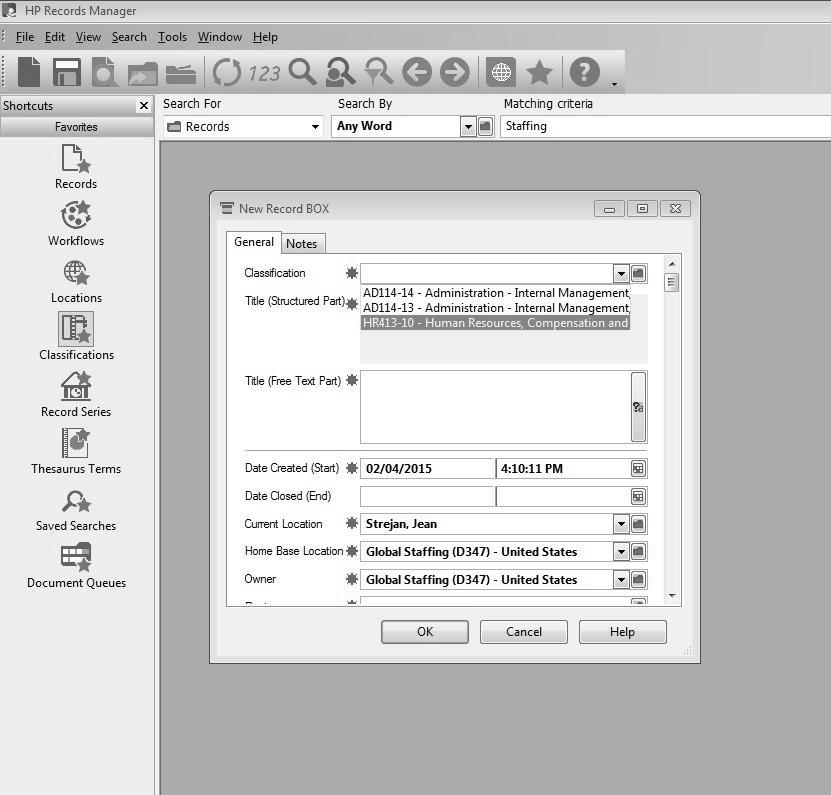 HP Records Manager
File Edit View Search Tools Window Help
123
Shortcuts
Favorites
Records
Workflows
Locations
Classifications
Record Series
Thesaurus Terms
Saved Searches
Document Queues
Search For Search By Matching criteria
Records Any Word Staffing
New Record BOX
General Notes
Classification
AD114-14 - Administration - Internal Management,
Title (Structured Part)
AD114-13 - Administration - Internal Management,
HR413-10 - Human Resources, Compensation and
Title (Free Text Part)
Date Created (Start) 02/04/2015 4:10:11 PM
Date Closed (End)
Current Location Strejan, Jean
Home Base Location Global Staffing (D347) - United States
Owner Global Staffing (D347) - United States
OK Cancel Help